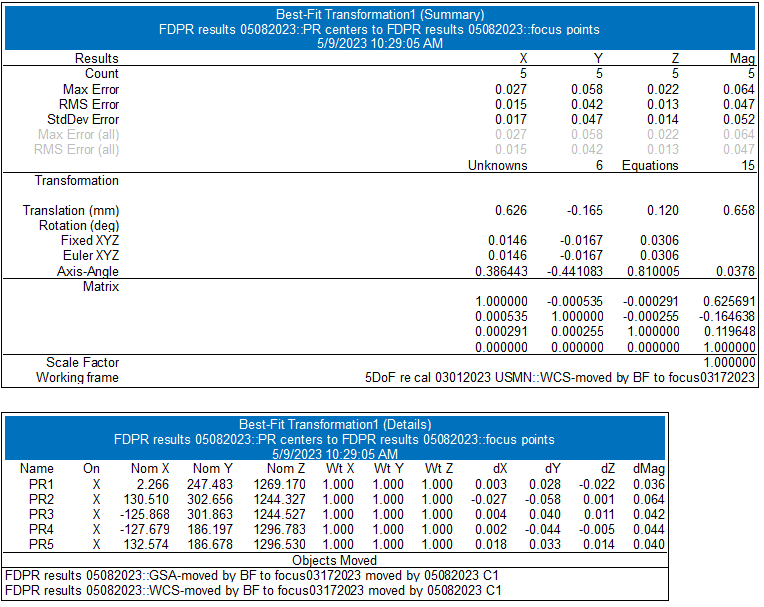 Best-Fit Transformation1 (Summary)
FDPR results 05082023::PR centers to FDPR results 05082023::focus points
5/9/2023 10:29:05 AM
Results X Y Z Mag
Count 5 5 5 5
Max Error 0.027 0.058 0.022 0.064
RMS Error 0.015 0.042 0.013 0.047
StdDev Error 0.017 0.047 0.014 0.052
Max Error (all) 0.027 0.058 0.022 0.064
RMS Error (all) 0.015 0.042 0.013 0.047
Unknowns 6 Equations 15
Transformation
Translation (mm) 0.626 -0.165 0.120 0.658
Rotation (deg)
Fixed XYZ 0.0146 -0.0167 0.0306
Euler XYZ 0.0146 -0.0167 0.0306
Axis-Angle 0.386443 -0.441083 0.810005 0.0378
Matrix
1.000000 -0.000535 -0.000291 0.625691
0.000535 1.000000 -0.000255 -0.164638
0.000291 0.000255 1.000000 0.119648
0.000000 0.000000 0.000000 1.000000
Scale Factor 1.000000
Working frame 5DoF re cal 03012023 USMN::WCS-moved by BF to focus03172023
Best-Fit Transformation1 (Details)
FDPR results 05082023::PR centers to FDPR results 05082023::focus points
5/9/2023 10:29:05 AM
Name On Nom X Nom Y Nom Z Wt X Wt Y Wt Z dX dY dZ dMag
PR1 X 2.266 247.483 1269.170 1.000 1.000 1.000 0.003 0.028 -0.022 0.036
PR2 X 130.510 302.656 1244.327 1.000 1.000 1.000 -0.027 -0.058 0.001 0.064
PR3 X -125.868 301.863 1244.527 1.000 1.000 1.000 0.004 0.040 0.011 0.042
PR4 X -127.679 186.197 1296.783 1.000 1.000 1.000 0.002 -0.044 -0.005 0.044
PR5 X 132.574 186.678 1296.530 1.000 1.000 1.000 0.018 0.033 0.014 0.040
Objects Moved
FDPR results 05082023::GSA-moved by BF to focus03172023 moved by 05082023 C1
FDPR results 05082023::WCS-moved by BF to focus03172023 moved by 05082023 C1